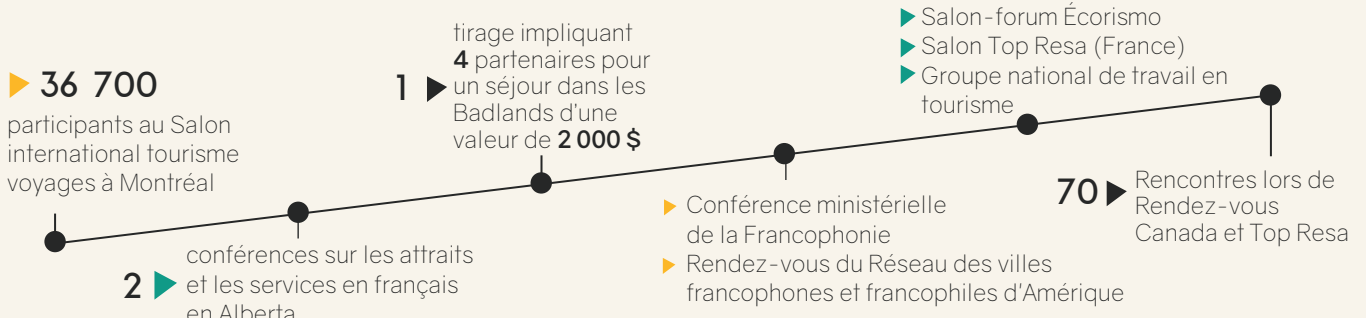 36 700
participants au Salon
international tourisme
voyages à Montréal
2
conférences sur les attraits
et les services en français
en Alberta
1
tirage impliquant
4 partenaires pour
un séjour dans les
Badlands d'une
valeur de 2 000 $
Conférence ministérielle
de la Francophonie
Rendez-vous du Réseau des villes
francophones et francophiles d'Amérique
Salon-forum Écorismo
Salon Top Resa (France)
Groupe national de travail en
tourisme
70
Rencontres lors de
Rendez-vous
Canada et Top Resa